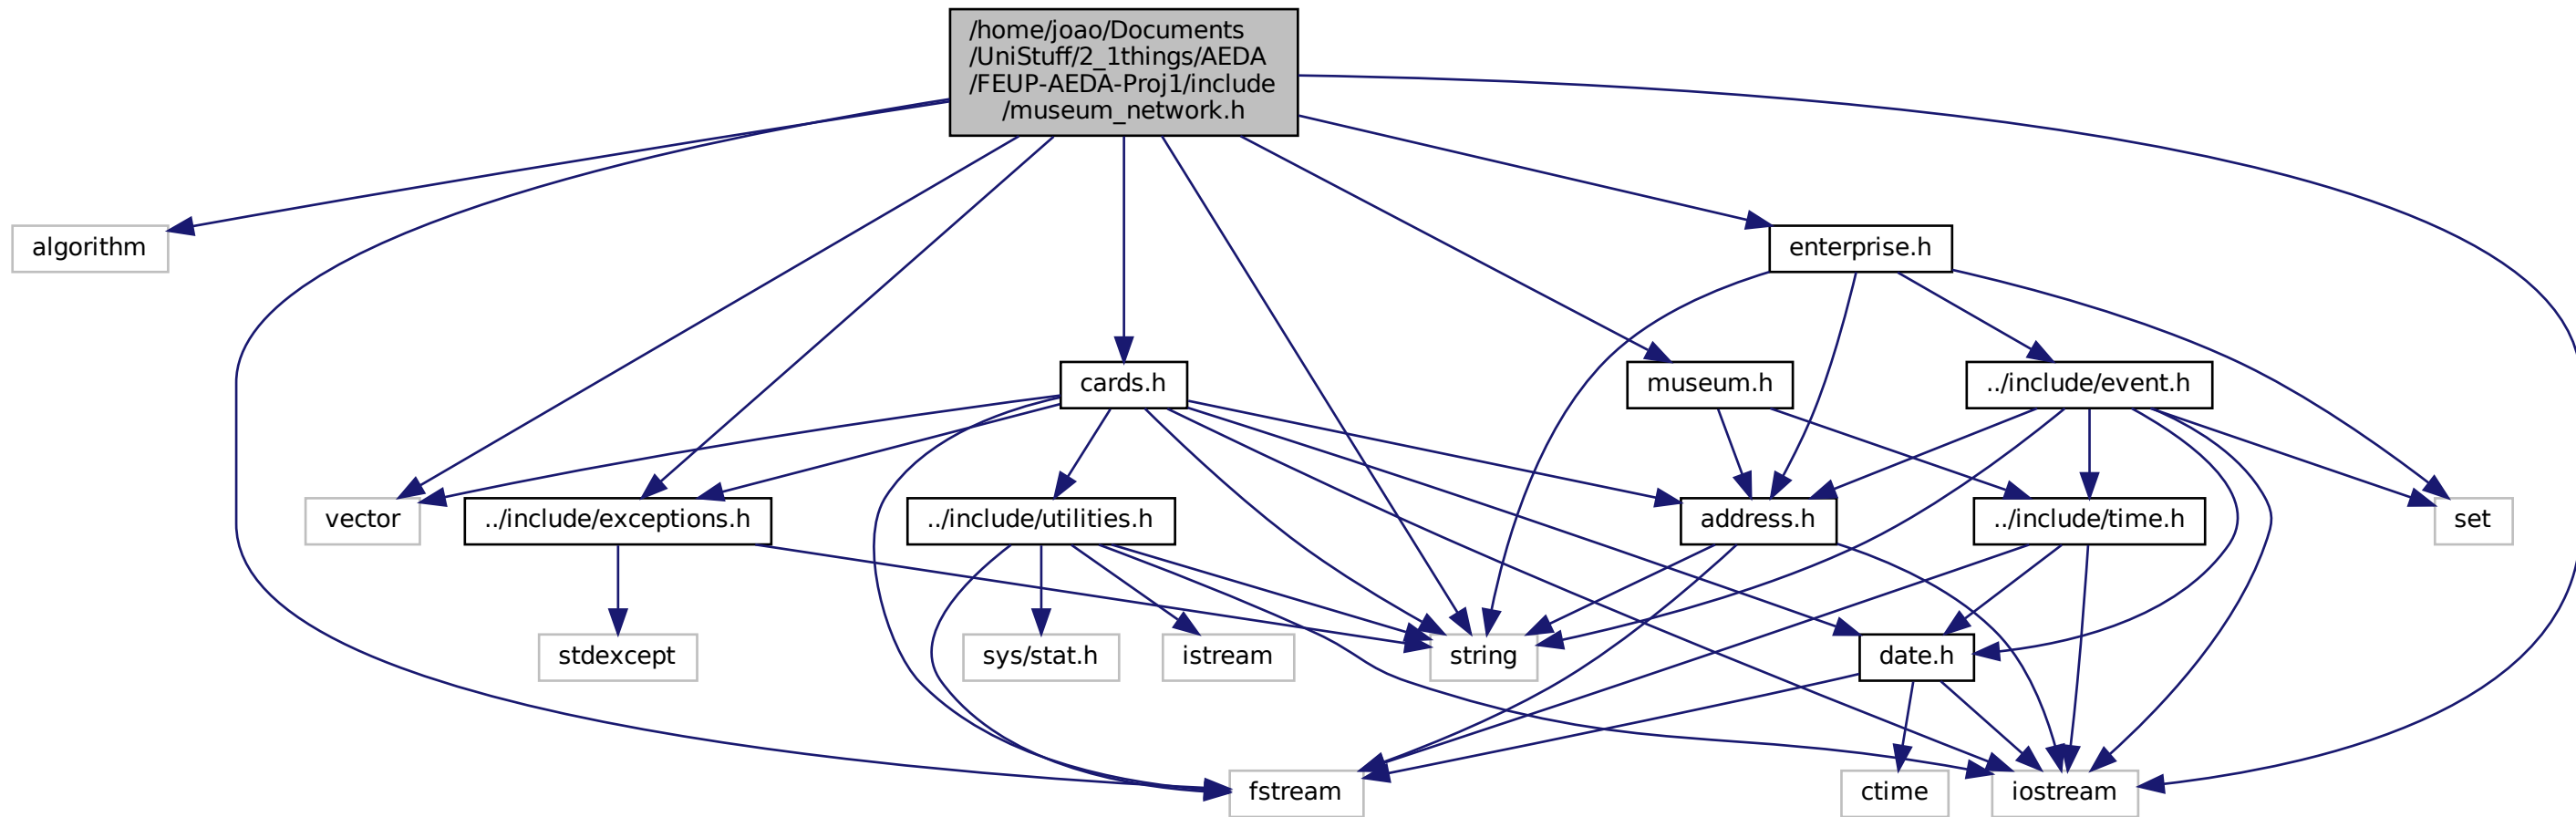 /home/joao/Documents
/UniStuff/2_1things/AEDA
/FEUP-AEDA-Proj1/include
/museum_network.h
algorithm
enterprise.h
cards.h
museum.h
../include/event.h
vector
../include/exceptions.h
../include/utilities.h
address.h
../include/time.h
set
stdexcept
sys/stat.h
istream
string
date.h
fstream
ctime
iostream